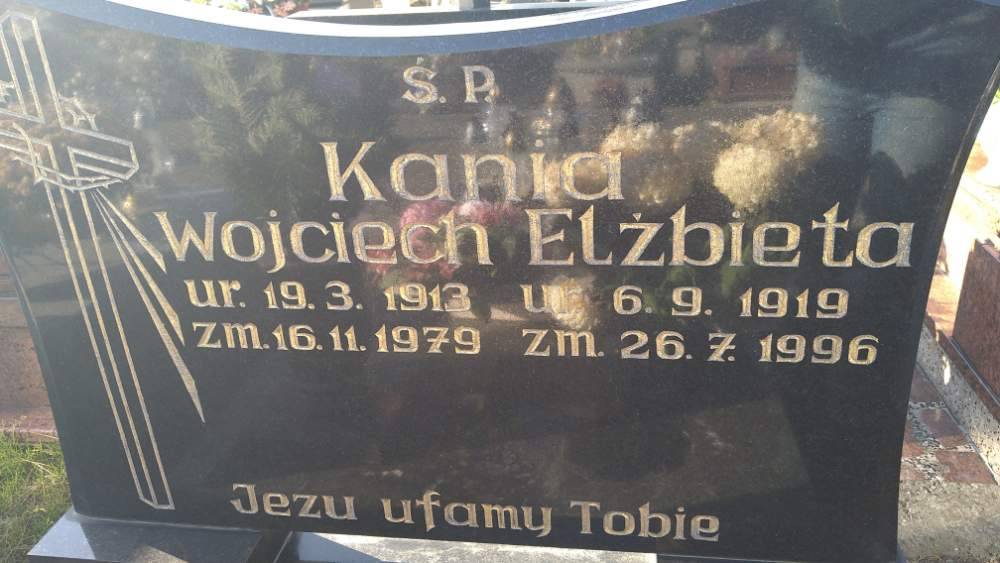 Ś. P.
Kania
Wojciech Elżbieta
ur. 19. 3. 1913 ur. 6. 9. 1919
zm. 16. 11. 1979 zm. 26. 7. 1996
Jezu ufamy Tobie